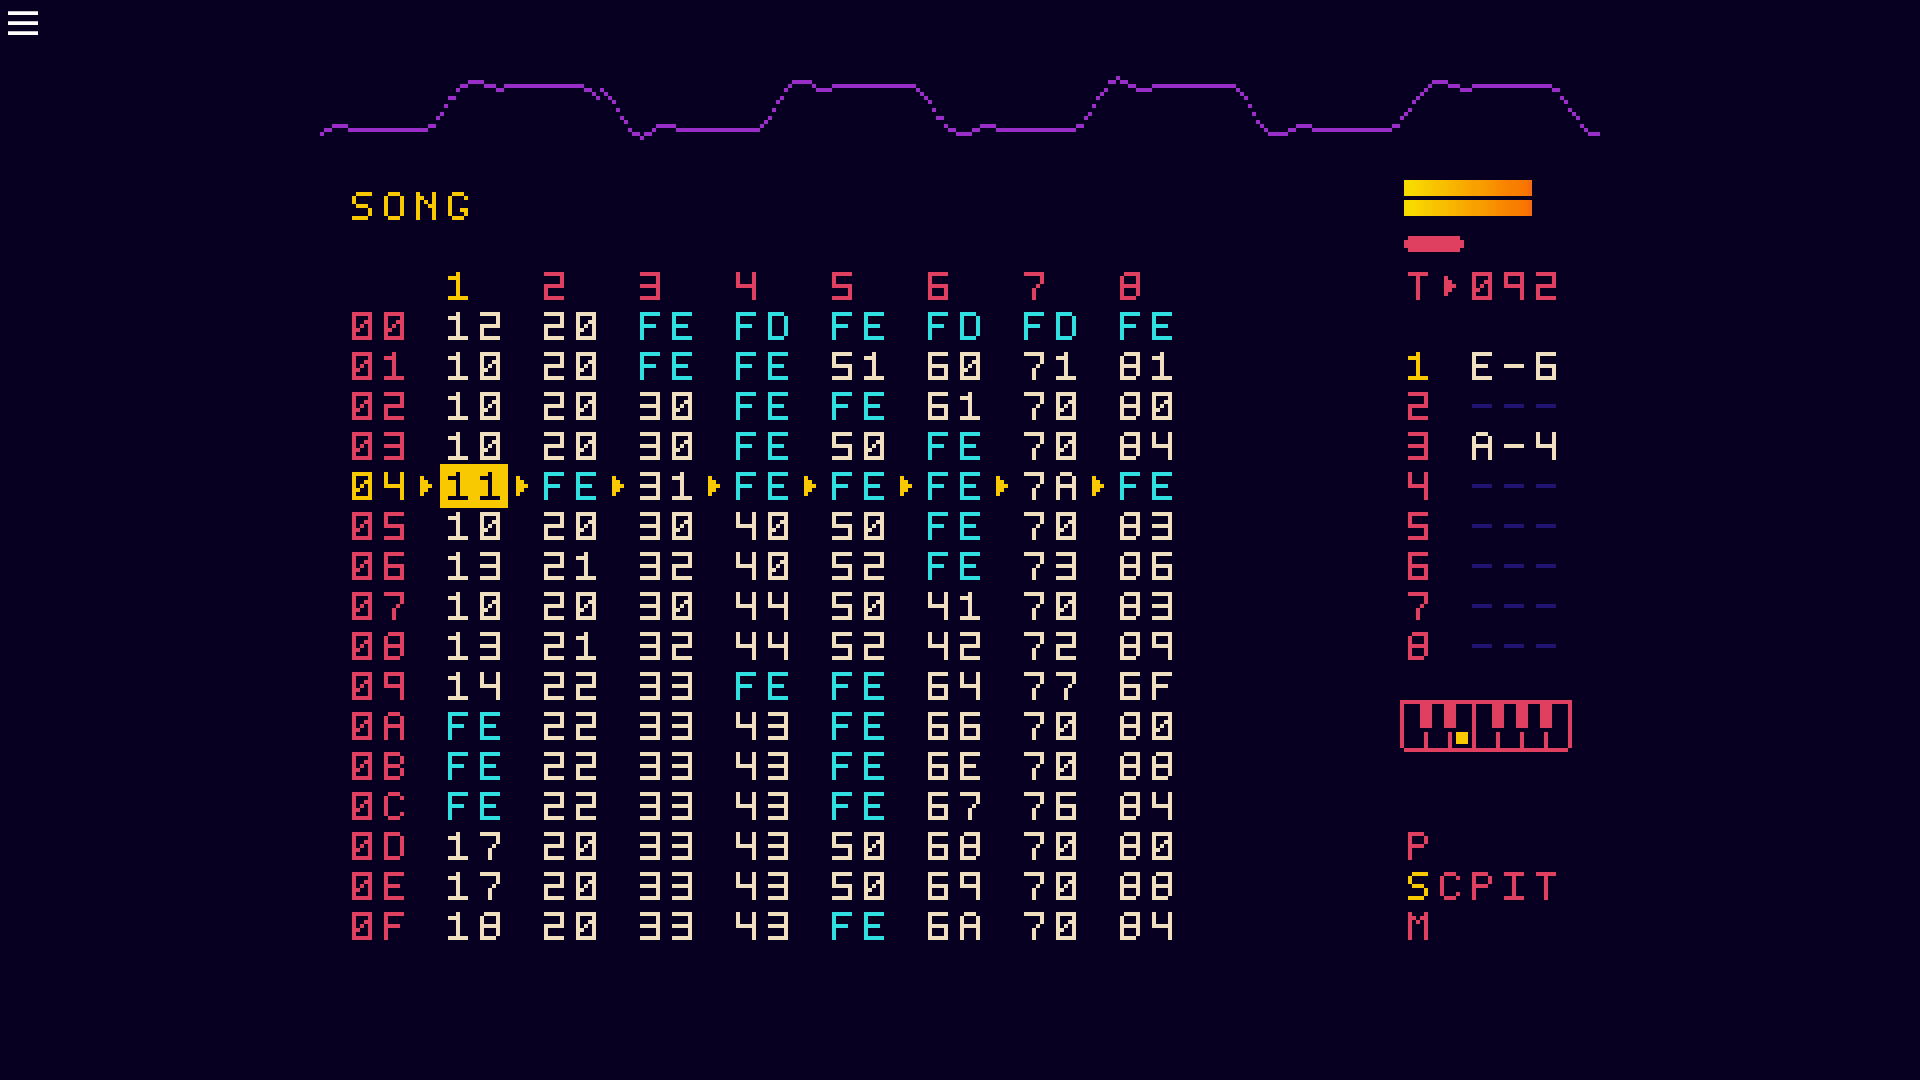 SONG
1 2 3 4 5 6 7 8 T 092
00 12 20 FE FD FE FD FD FE
01 10 20 FE FE 51 60 71 81 1 E-6
02 10 20 30 FE FE 61 70 80 2 ---
03 10 20 30 FE 50 FE 70 84 3 A-4
04 11 FE 31 FE FE FE 7A FE 4 ---
05 10 20 30 40 50 FE 70 83 5 ---
06 13 21 32 40 52 FE 73 86 6 ---
07 10 20 30 44 50 41 70 83 7 ---
08 13 21 32 44 52 42 72 89 8 ---
09 14 22 33 FE FE 64 77 6F
0A FE 22 33 43 FE 66 70 80
0B FE 22 33 43 FE 6E 70 88
0C FE 22 33 43 FE 67 76 84
0D 17 20 33 43 50 68 70 80 P
0E 17 20 33 43 50 69 70 88 SCPIT
0F 18 20 33 43 FE 6A 70 84 M